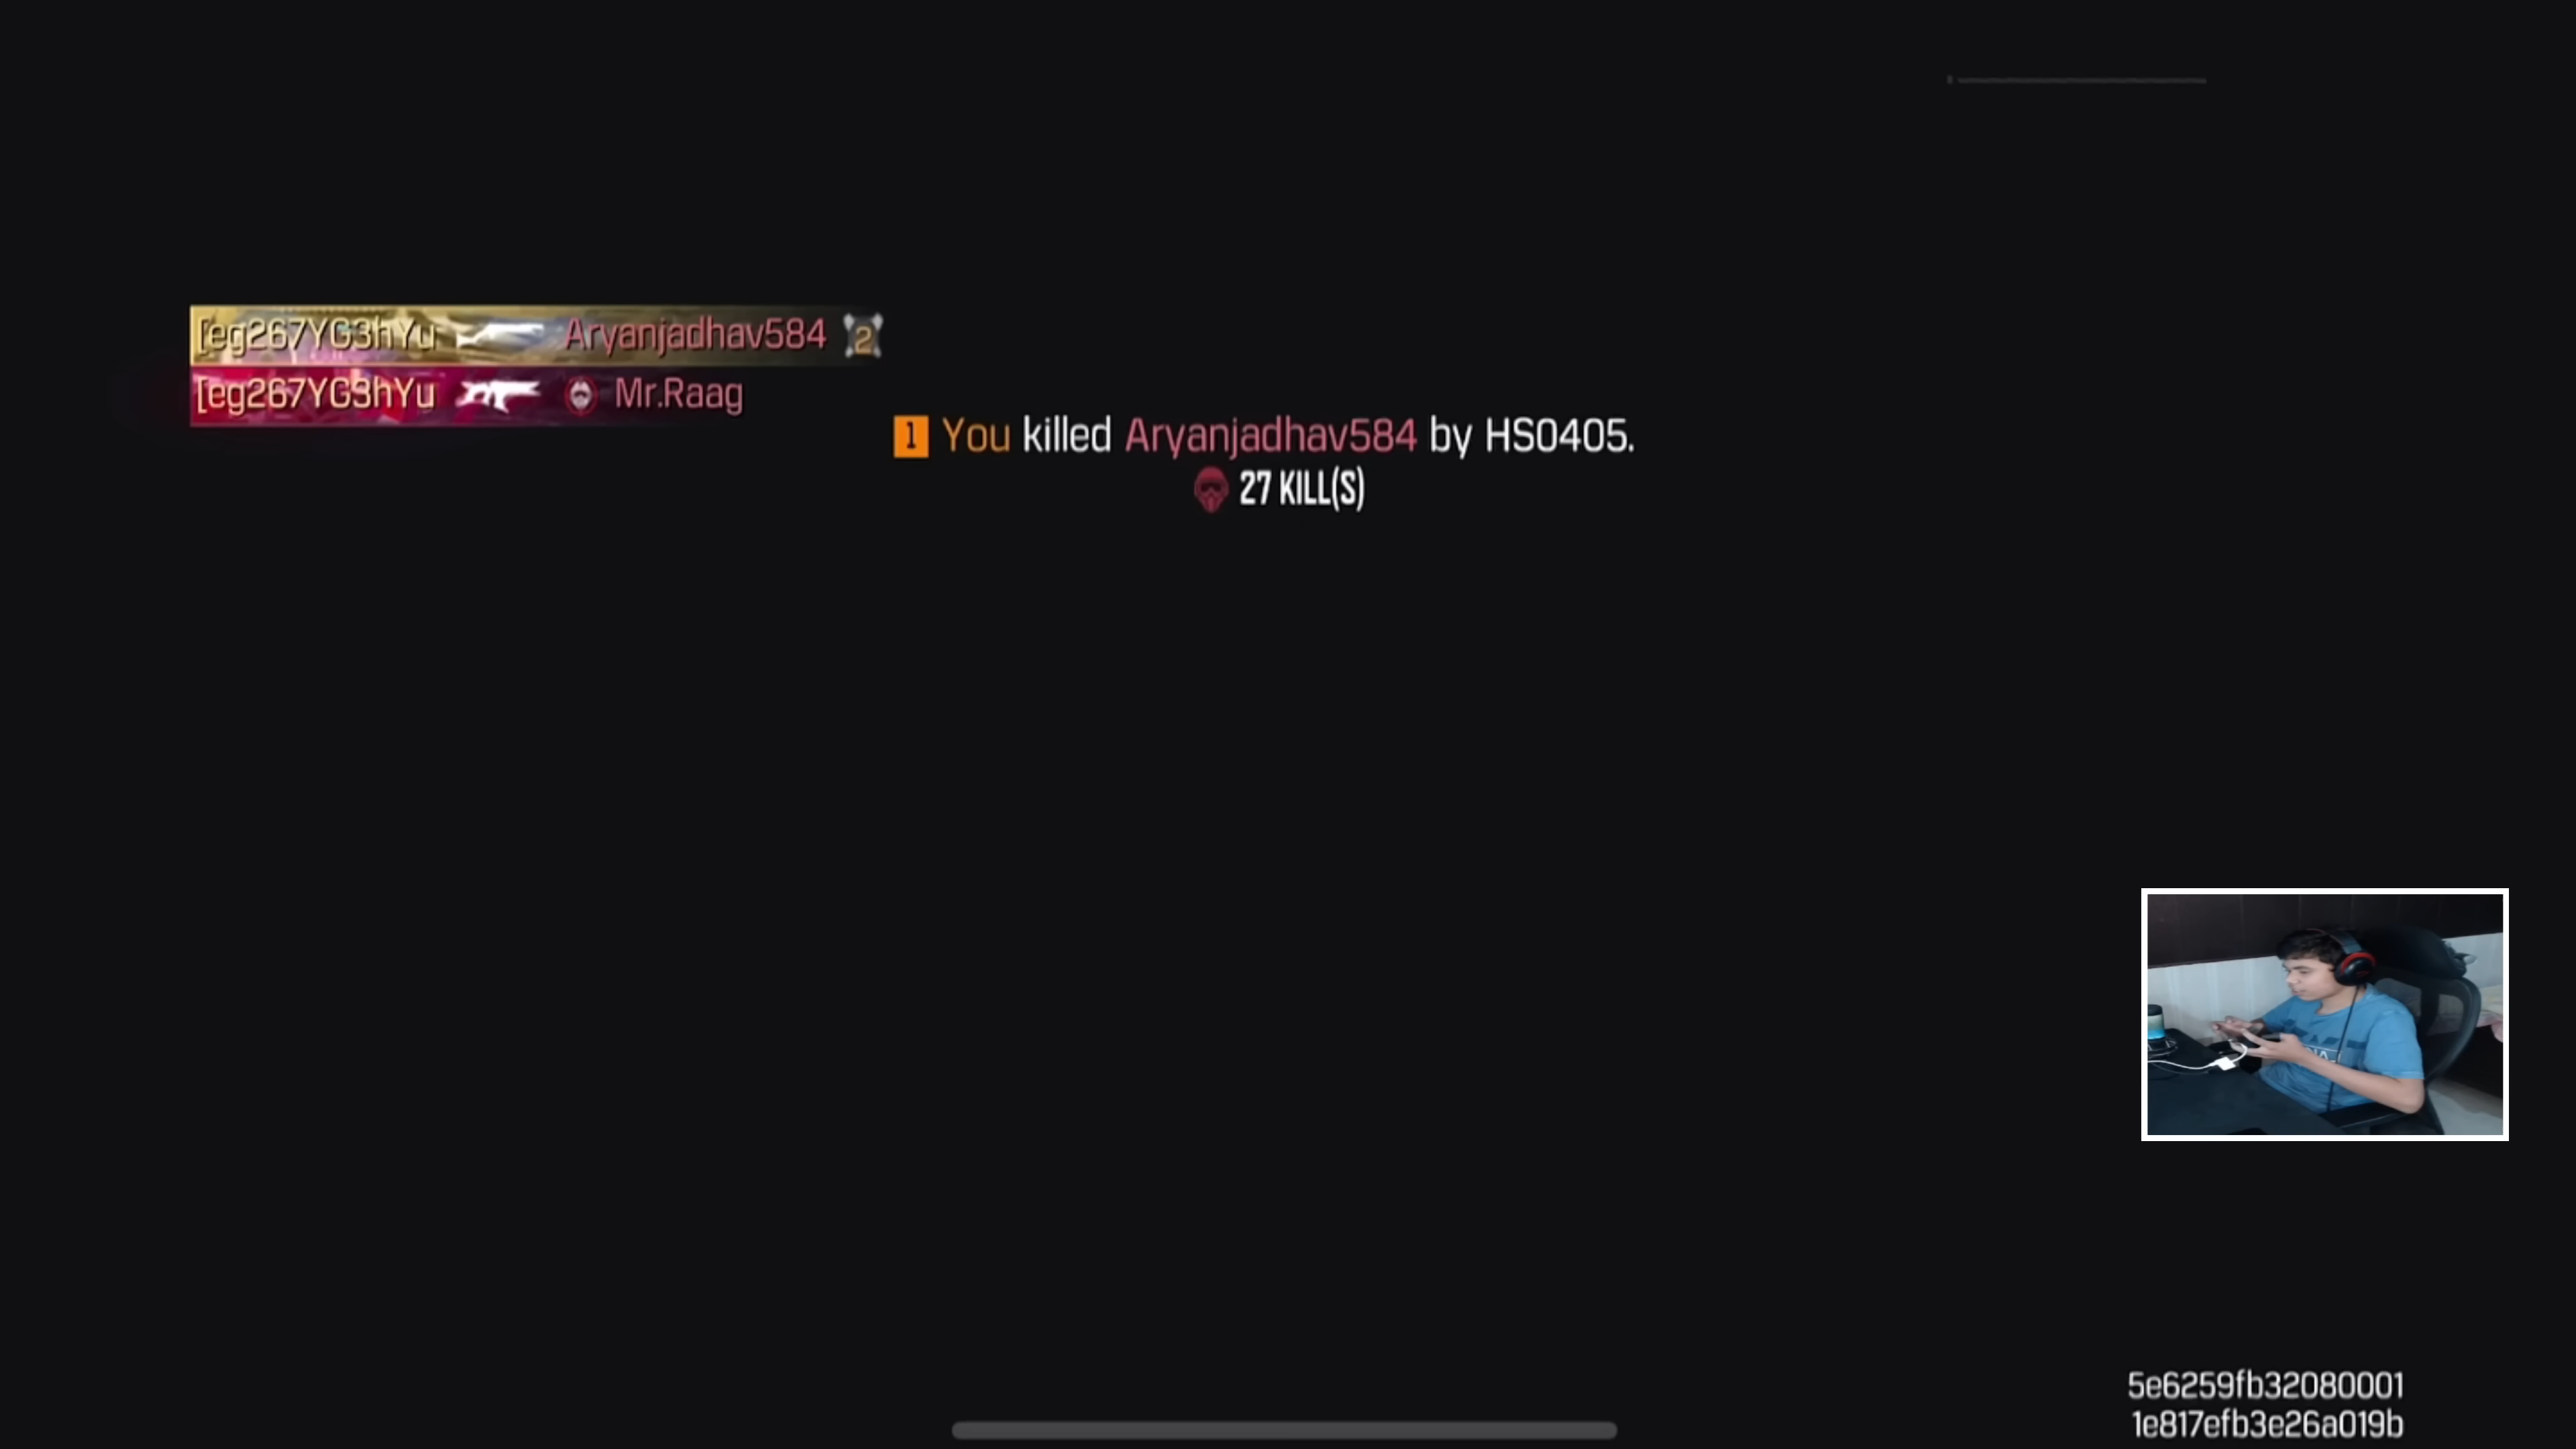 [eg267YG3hYu Aryanjadhav584 2
[eg267YG3hYu Mr.Raag
1 You killed Aryanjadhav584 by HS0405.
27 KILL(S)
5e6259fb32080001
1e817efb3e26a019b